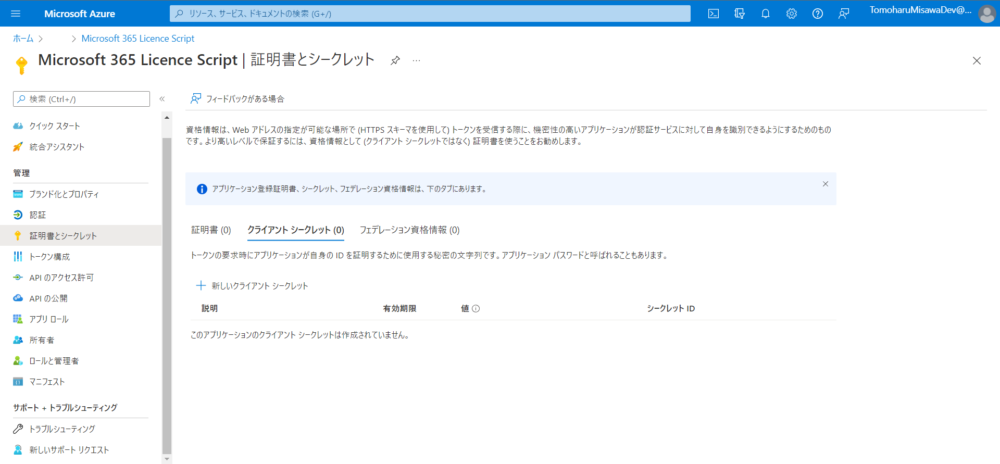 Microsoft Azure
リソース、サービス、ドキュメントの検索 (G+/)
TomoharuMisawaDev@...
ホーム
Microsoft 365 Licence Script
Microsoft 365 Licence Script | 証明書とシークレット
検索 (Ctrl+/)
クイック スタート
統合アシスタント
管理
ブランド化とプロパティ
認証
証明書とシークレット
トークン構成
API のアクセス許可
API の公開
アプリ ロール
所有者
ロールと管理者
マニフェスト
サポート + トラブルシューティング
トラブルシューティング
新しいサポート リクエスト
フィードバックがある場合
資格情報は、Web アドレスの指定が可能な場所で (HTTPS スキーマを使用して) トークンを受信する際に、機密性の高いアプリケーションが認証サービスに対して自身を識別できるようにするためのもの
です。より高いレベルで保証するには、資格情報として (クライアント シークレットではなく) 証明書を使うことをお勧めします。
アプリケーション登録証明書、シークレット、フェデレーション資格情報は、下のタブにあります。
証明書 (0)
クライアント シークレット (0)
フェデレーション資格情報 (0)
トークンの要求時にアプリケーションが自身の ID を証明するために使用する秘密の文字列です。アプリケーション パスワードと呼ばれることもあります。
新しいクライアント シークレット
説明
有効期限
値
シークレット ID
このアプリケーションのクライアント シークレットは作成されていません。